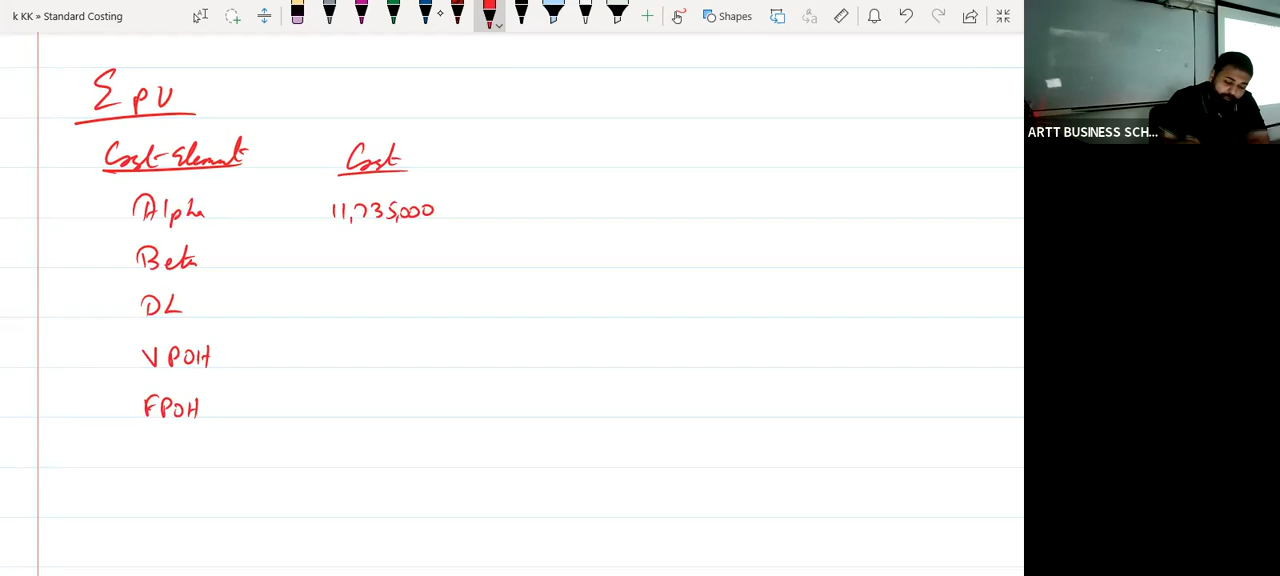 k KK » Standard Costing
Shapes
ARTT BUSINESS SCH...
EPU
Cost Element Cost
Alpha 11,735,000
Beta
DL
VPOH
FPOH